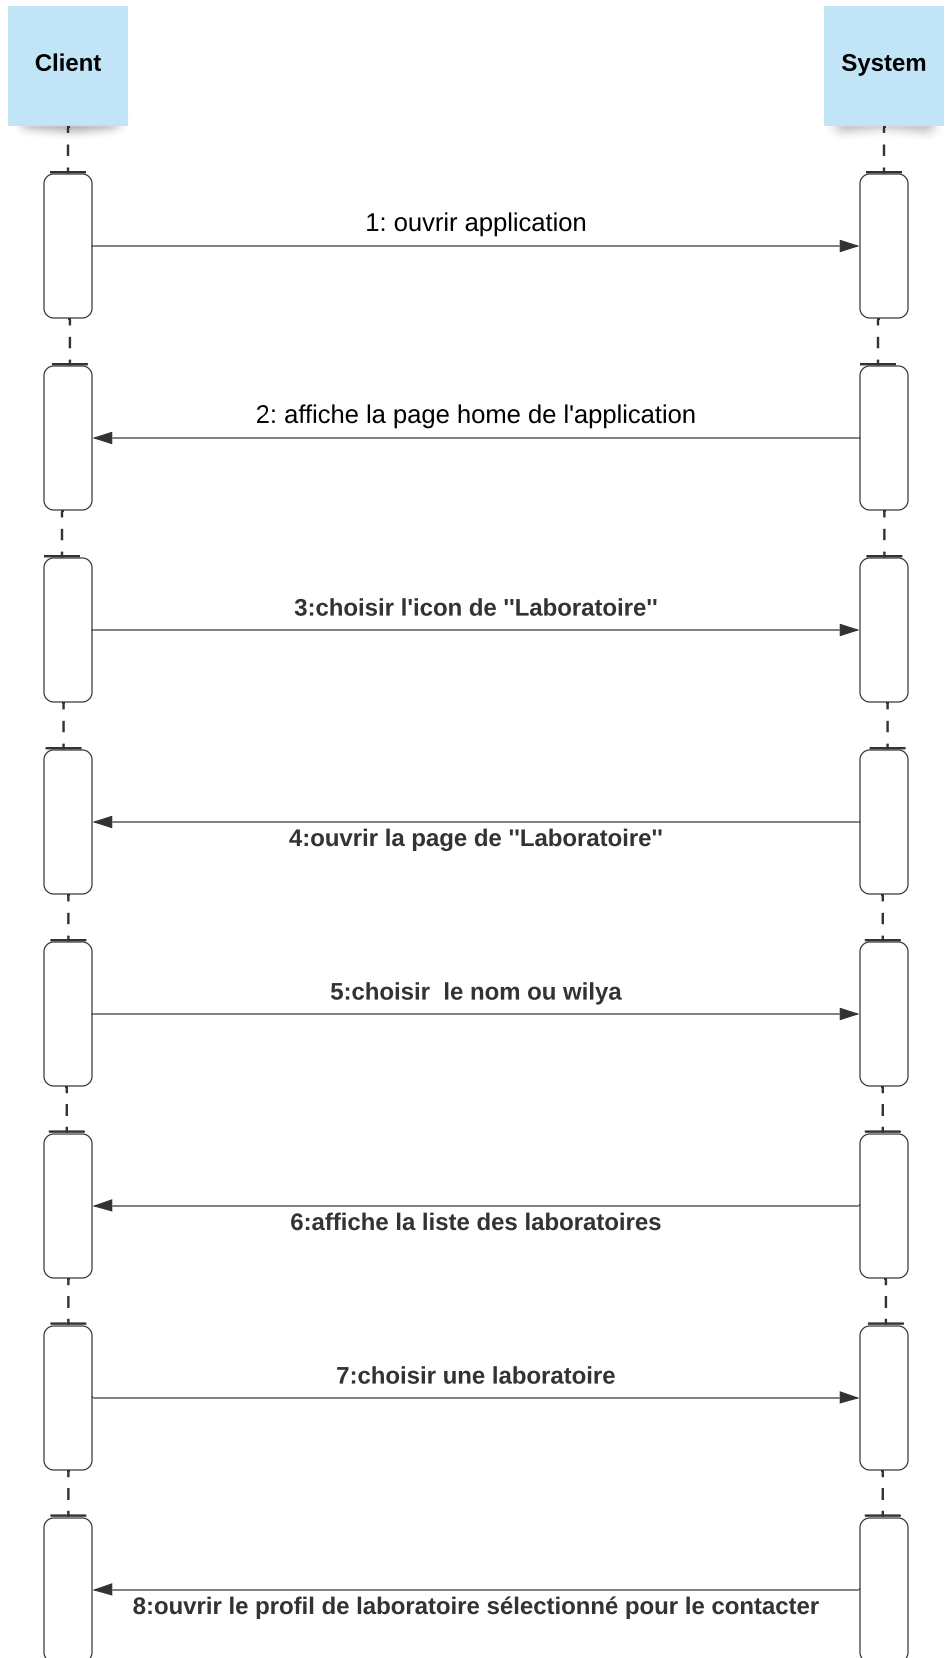 Client
System
1: ouvrir application
2: affiche la page home de l'application
3:choisir l'icon de "Laboratoire"
4:ouvrir la page de "Laboratoire"
5:choisir  le nom ou wilya
6:affiche la liste des laboratoires
7:choisir une laboratoire
8:ouvrir le profil de laboratoire sélectionné pour le contacter